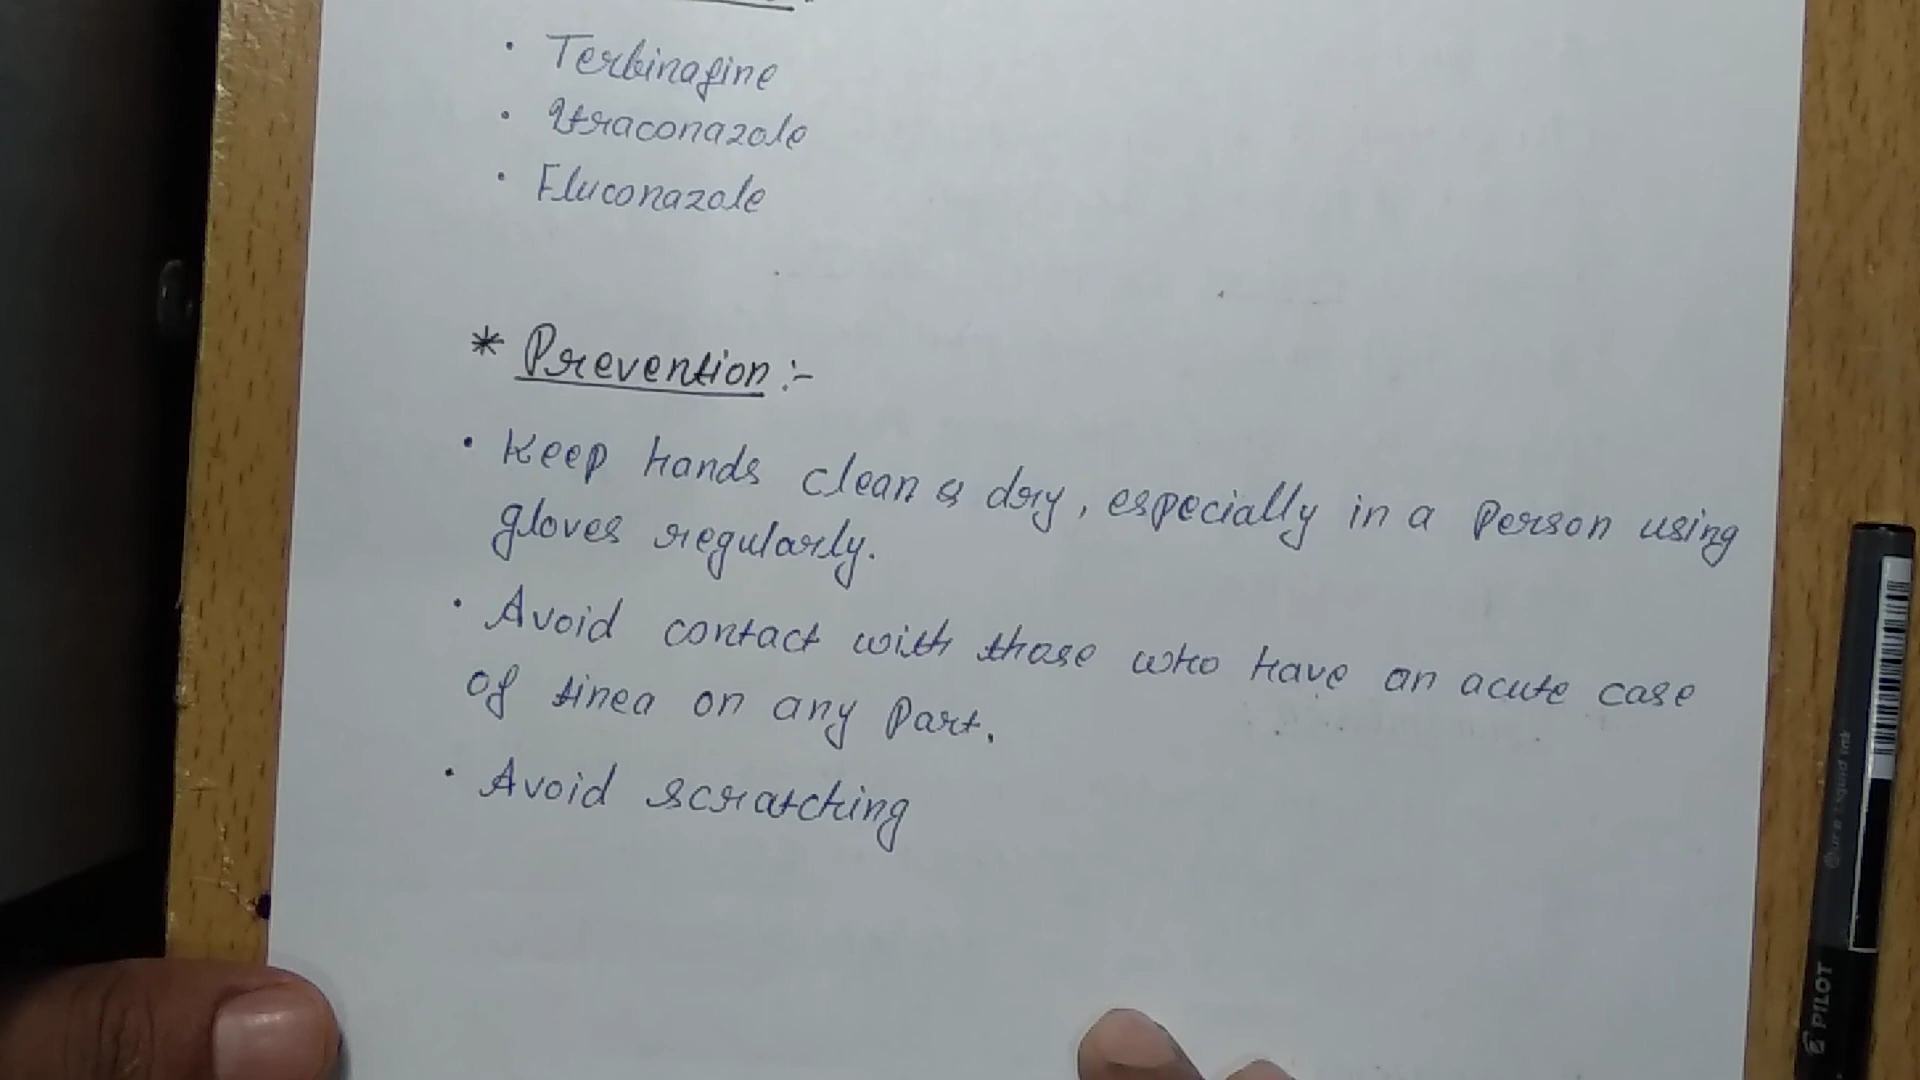 • Terbinafine
• Itraconazole
• Fluconazole
* Prevention :-
• Keep hands clean & dry, especially in a Person using
gloves regularly.
• Avoid contact with those who have an acute case
of tinea on any Part.
• Avoid scratching
PILOT